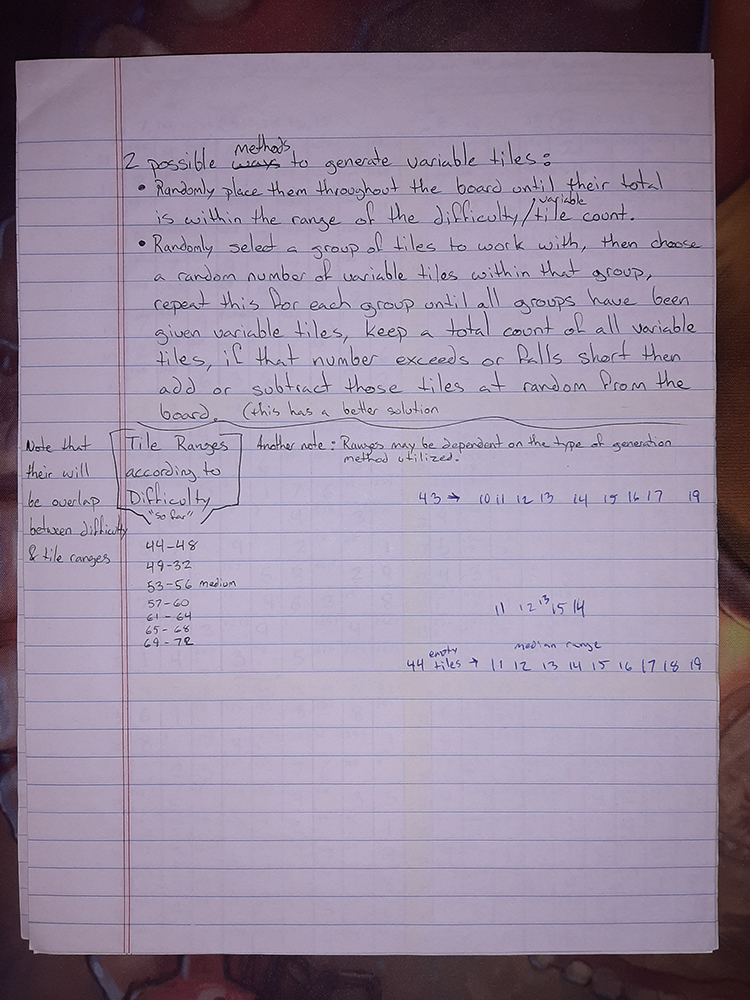 methods
2 possible ways to generate variable tiles:
• Randomly place them throughout the board until their total
variable
is within the range of the difficulty/tile count.
• Randomly select a group of tiles to work with, then choose
a random number of variable tiles within that group,
repeat this for each group until all groups have been
given variable tiles, keep a total count of all variable
tiles, if that number exceeds or falls short then
add or subtract those tiles at random from the
board. (this has a better solution
Note that
their will
be overlap
between difficulty
& tile ranges
Tile Ranges
according to
Difficulty
"so far"
44-48
49-32
53-56 medium
57-60
61-64
65-68
69-72
Another note: Ranges may be dependent on the type of generation
method utilized.
43 → 10 11 12 13 14 15 16 17 19
11 12 13 15 14
empty median range
44 tiles → 11 12 13 14 15 16 17 18 19